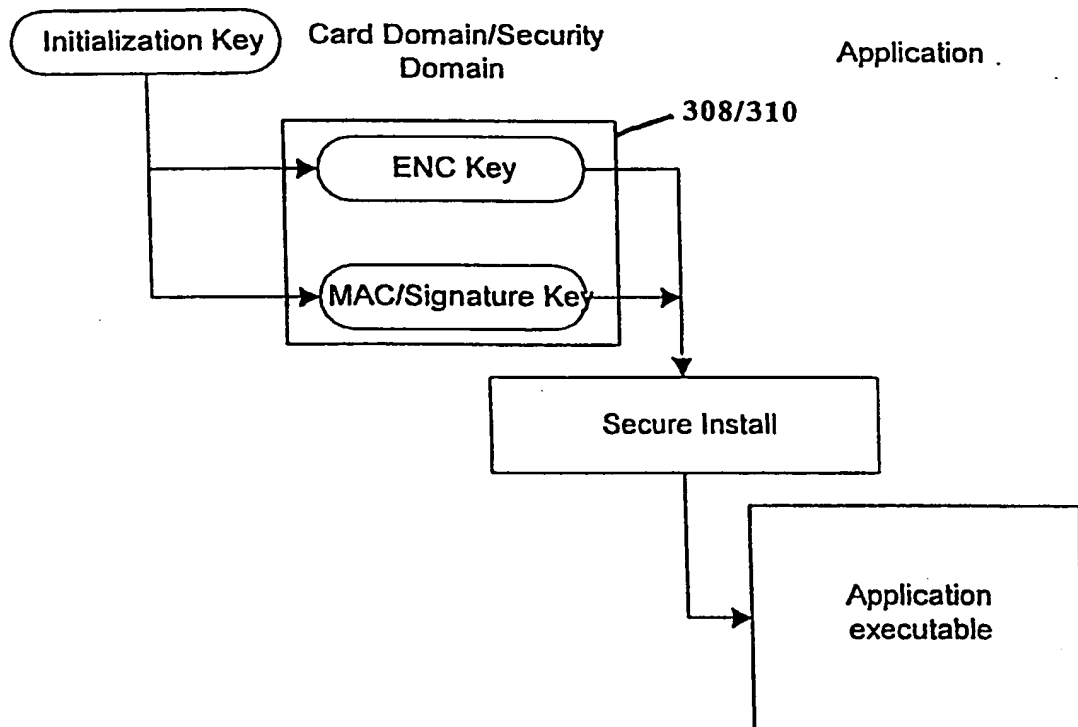 Initialization Key
Card Domain/Security
Domain
Application
308/310
ENC Key
MAC/Signature Key
Secure Install
Application
executable